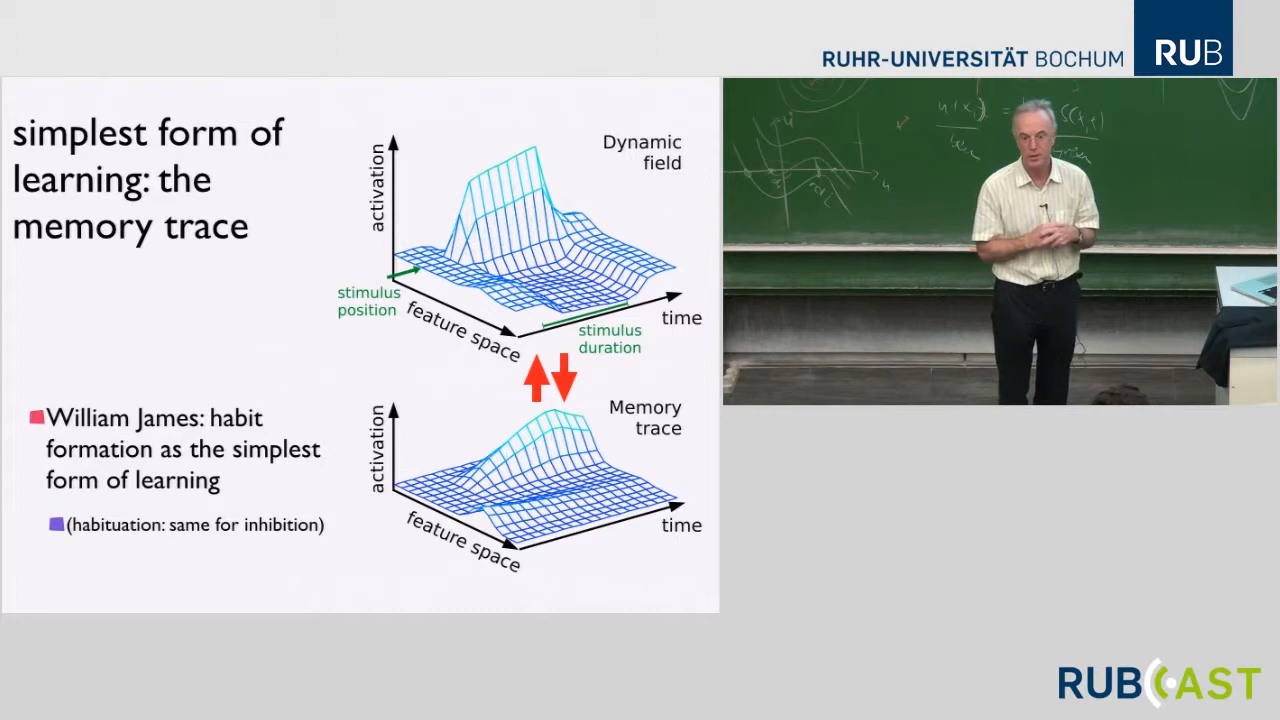 RUHR-UNIVERSITÄT BOCHUM
RUB
simplest form of
learning: the
memory trace
Dynamic
field
activation
stimulus
position
feature space
time
stimulus
duration
William James: habit
formation as the simplest
form of learning
(habituation: same for inhibition)
Memory
trace
activation
feature space
time
RUBCAST